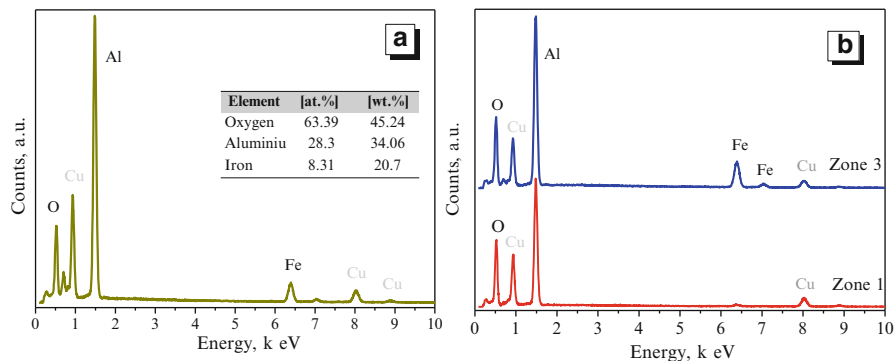 a
Al
Element [at.%] [wt.%]
Oxygen 63.39 45.24
Aluminiu 28.3 34.06
Iron 8.31 20.7
Cu
O
Fe
Cu
Cu
Counts, a.u.
0 1 2 3 4 5 6 7 8 9 10
Energy, k eV
b
Al
O
Cu
Fe
Fe
Cu
Zone 3
O
Cu
Cu
Zone 1
Counts, a.u.
0 1 2 3 4 5 6 7 8 9 10
Energy, k eV